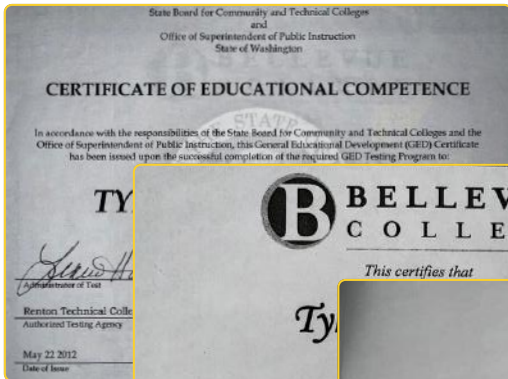 State Board for Community and Technical Colleges
and
Office of Superintendent of Public Instruction
State of Washington
CERTIFICATE OF EDUCATIONAL COMPETENCE
In accordance with the responsibilities of the State Board for Community and Technical Colleges and the
Office of Superintendent of Public Instruction, this General Educational Development (GED) Certificate
has been issued upon the successful completion of the required GED Testing Program to:
TY
Administrator of Test
Renton Technical Colle
Authorized Testing Agency
May 22 2012
Date of Issue
B BELLEV
COLLE
This certifies that
Tyl